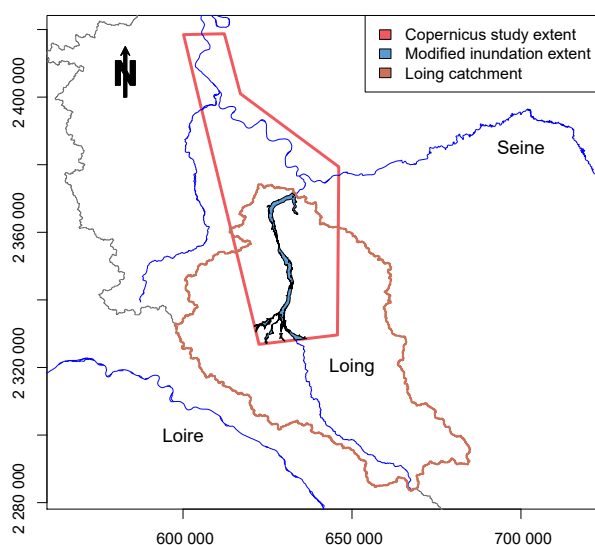 Copernicus study extent
Modified inundation extent
Loing catchment
N
Seine
Loing
Loire
2 400 000
2 360 000
2 320 000
2 280 000
600 000
650 000
700 000